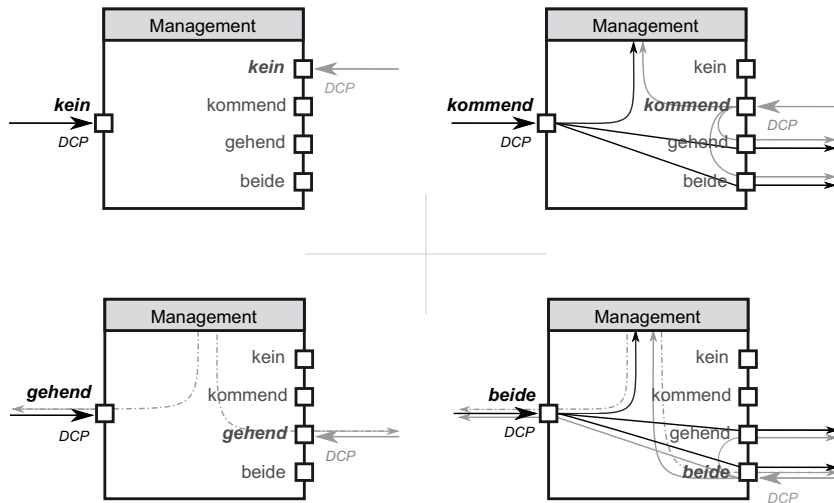 Management
kein
kein
DCP
kommend
DCP
gehend
beide
Management
kein
kommend
kommend
DCP
DCP
gehend
beide
Management
kein
gehend
kommend
DCP
gehend
DCP
beide
Management
kein
beide
kommend
DCP
gehend
beide
DCP